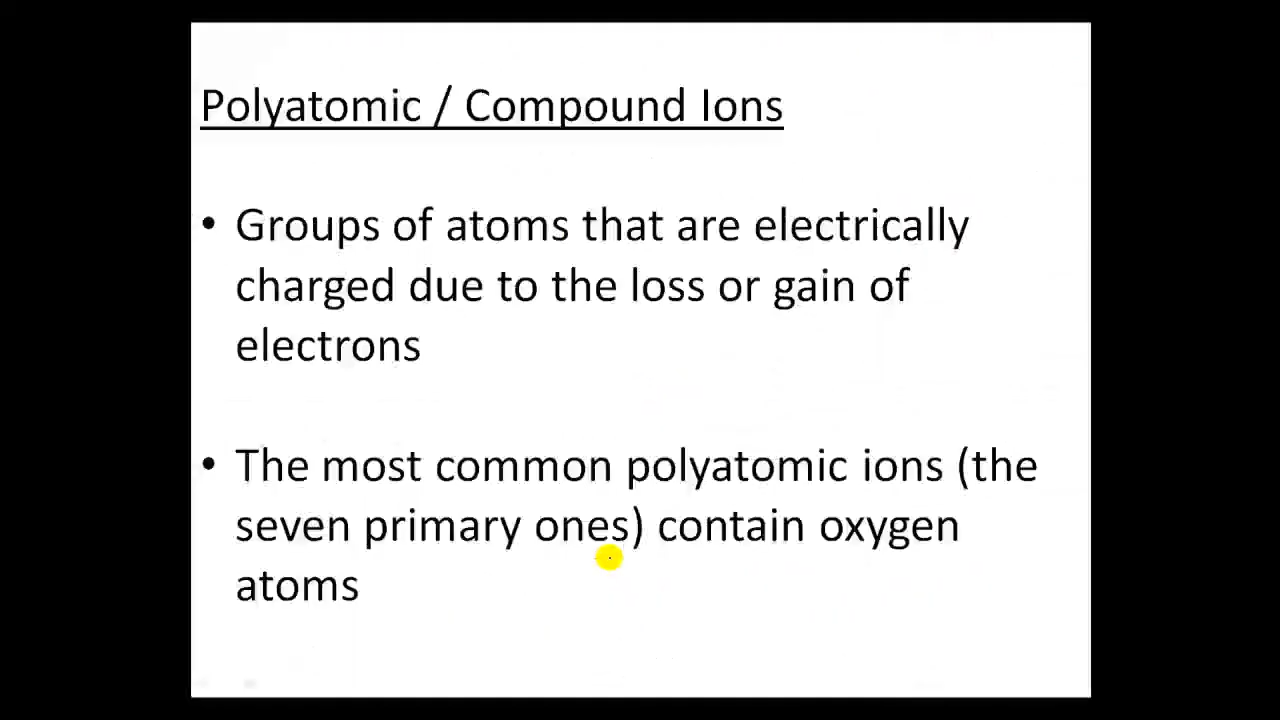 Polyatomic / Compound Ions
• Groups of atoms that are electrically
charged due to the loss or gain of
electrons
• The most common polyatomic ions (the
seven primary ones) contain oxygen
atoms